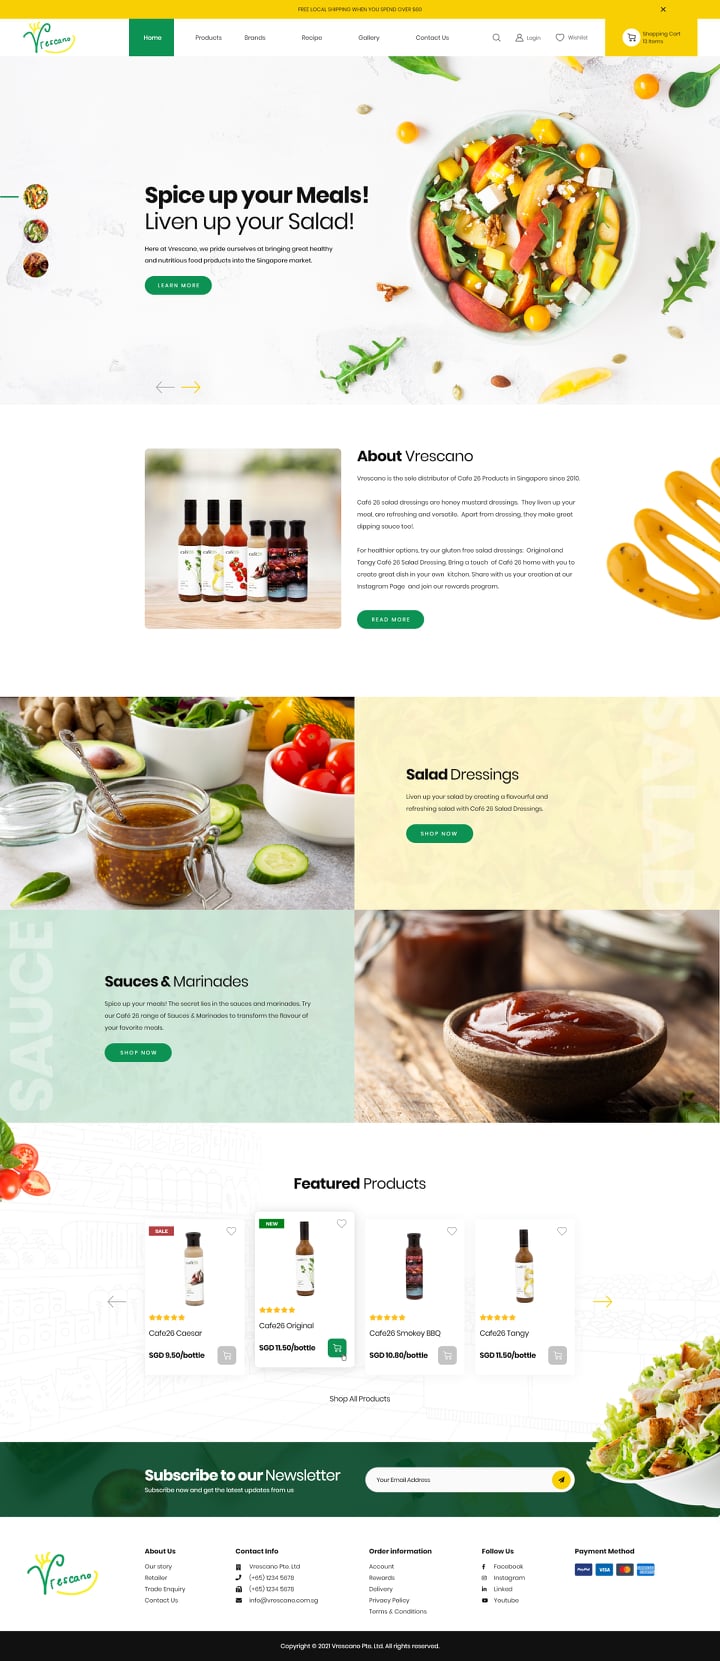 FREE LOCAL SHIPPING WHEN YOU SPEND OVER $60
Vrescano
Home
Products
Brands
Recipe
Gallery
Contact Us
Login
Wishlist
Shopping Cart
12 Items
Spice up your Meals!
Liven up your Salad!
Here at Vrescano, we pride ourselves at bringing great healthy
and nutritious food products into the Singapore market.
LEARN MORE
About Vrescano
Vrescano is the sole distributor of Cafe 26 Products in Singapore since 2010.
Café 26 salad dressings are honey mustard dressings. They liven up your
meal, are refreshing and versatile. Apart from dressing, they make great
dipping sauce too!.
For healthier options, try our gluten free salad dressings: Original and
Tangy Café 26 Salad Dressing. Bring a touch of Café 26 home with you to
create great dish in your own kitchen. Share with us your creation at our
Instagram Page and join our rewards program.
READ MORE
SALAD
Salad Dressings
Liven up your salad by creating a flavourful and
refreshing salad with Café 26 Salad Dressings.
SHOP NOW
SAUCE
Sauces & Marinades
Spice up your meals! The secret lies in the sauces and marinades. Try
our Café 26 range of Sauces & Marinades to transform the flavour of
your favorite meals.
SHOP NOW
Featured Products
SALE
Cafe26 Caesar
SGD 9.50/bottle
NEW
Cafe26 Original
SGD 11.50/bottle
Cafe26 Smokey BBQ
SGD 10.80/bottle
Cafe26 Tangy
SGD 11.50/bottle
Shop All Products
Subscribe to our Newsletter
Subscribe now and get the latest updates from us
Your Email Address
Vrescano
About Us
Our story
Retailer
Trade Enquiry
Contact Us
Contact Info
Vrescano Pte. Ltd
(+65) 1234 5678
(+65) 1234 5678
info@vrescano.com.sg
Order information
Account
Rewards
Delivery
Privacy Policy
Terms & Conditions
Follow Us
Facebook
Instagram
Linked
Youtube
Payment Method
PayPal
VISA
Copyright © 2021 Vrescano Pte. Ltd. All rights reserved.